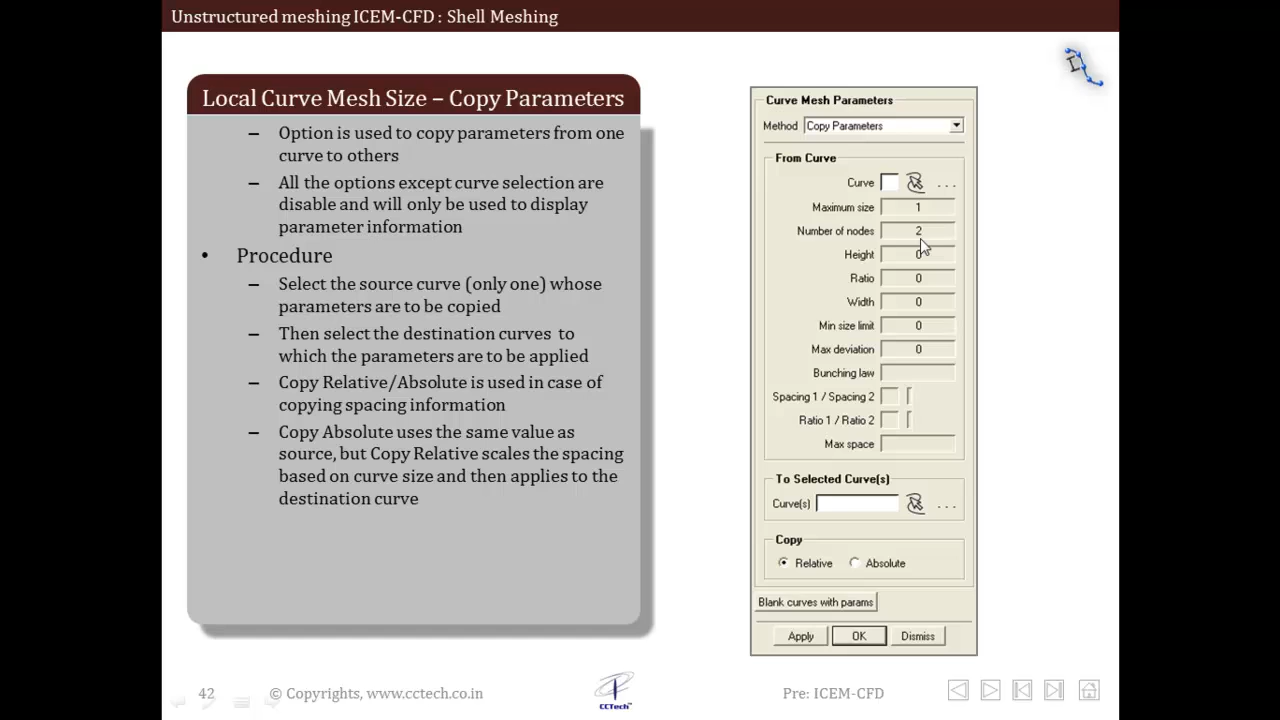 Unstructured meshing ICEM-CFD : Shell Meshing
Local Curve Mesh Size – Copy Parameters
– Option is used to copy parameters from one
curve to others
– All the options except curve selection are
disable and will only be used to display
parameter information
• Procedure
– Select the source curve (only one) whose
parameters are to be copied
– Then select the destination curves to
which the parameters are to be applied
– Copy Relative/Absolute is used in case of
copying spacing information
– Copy Absolute uses the same value as
source, but Copy Relative scales the spacing
based on curve size and then applies to the
destination curve
Curve Mesh Parameters
Method Copy Parameters
From Curve
Curve ...
Maximum size 1
Number of nodes 2
Height 0
Ratio 0
Width 0
Min size limit 0
Max deviation 0
Bunching law
Spacing 1 / Spacing 2
Ratio 1 / Ratio 2
Max space
To Selected Curve(s)
Curve(s) ...
Copy
Relative Absolute
Blank curves with params
Apply OK Dismiss
42 © Copyrights, www.cctech.co.in CCTech™ Pre: ICEM-CFD